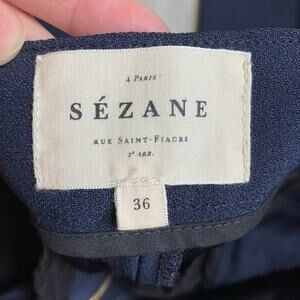 À PARIS
SÉZANE
RUE SAINT-FIACRE
2ᵉ ARR.
36